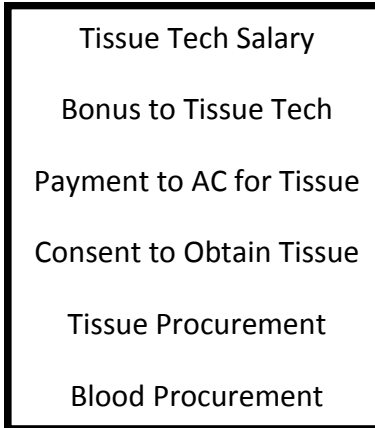 Tissue Tech Salary
Bonus to Tissue Tech
Payment to AC for Tissue
Consent to Obtain Tissue
Tissue Procurement
Blood Procurement